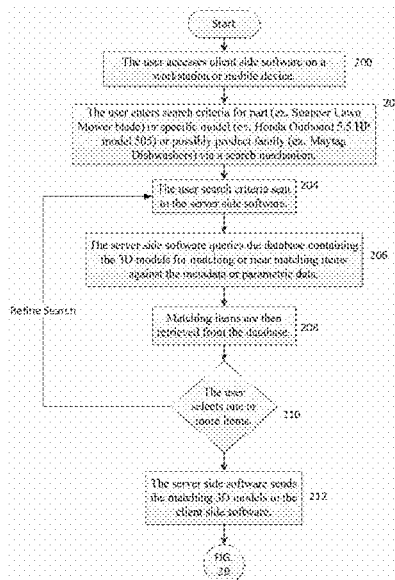 Start
The user accesses client side software on a
workstation or mobile device.
200
The user enters search criteria for part (ex. Snapper Lawn
Mower blade) or specific model (ex. Honda Outboard 5.5 HP
model 505) or possibly product family (ex. Maytag
Dishwashers) via a search mechanism.
20
The user search criteria sent
to the server side software.
204
The server side software queries the database containing
the 3D models for matching or near matching items
against the metadata or parametric data.
206
Refine Search
Matching items are then
retrieved from the database.
208
The user
selects one to
more items.
210
The server side software sends
the matching 3D models to the
client side software.
212
FIG.